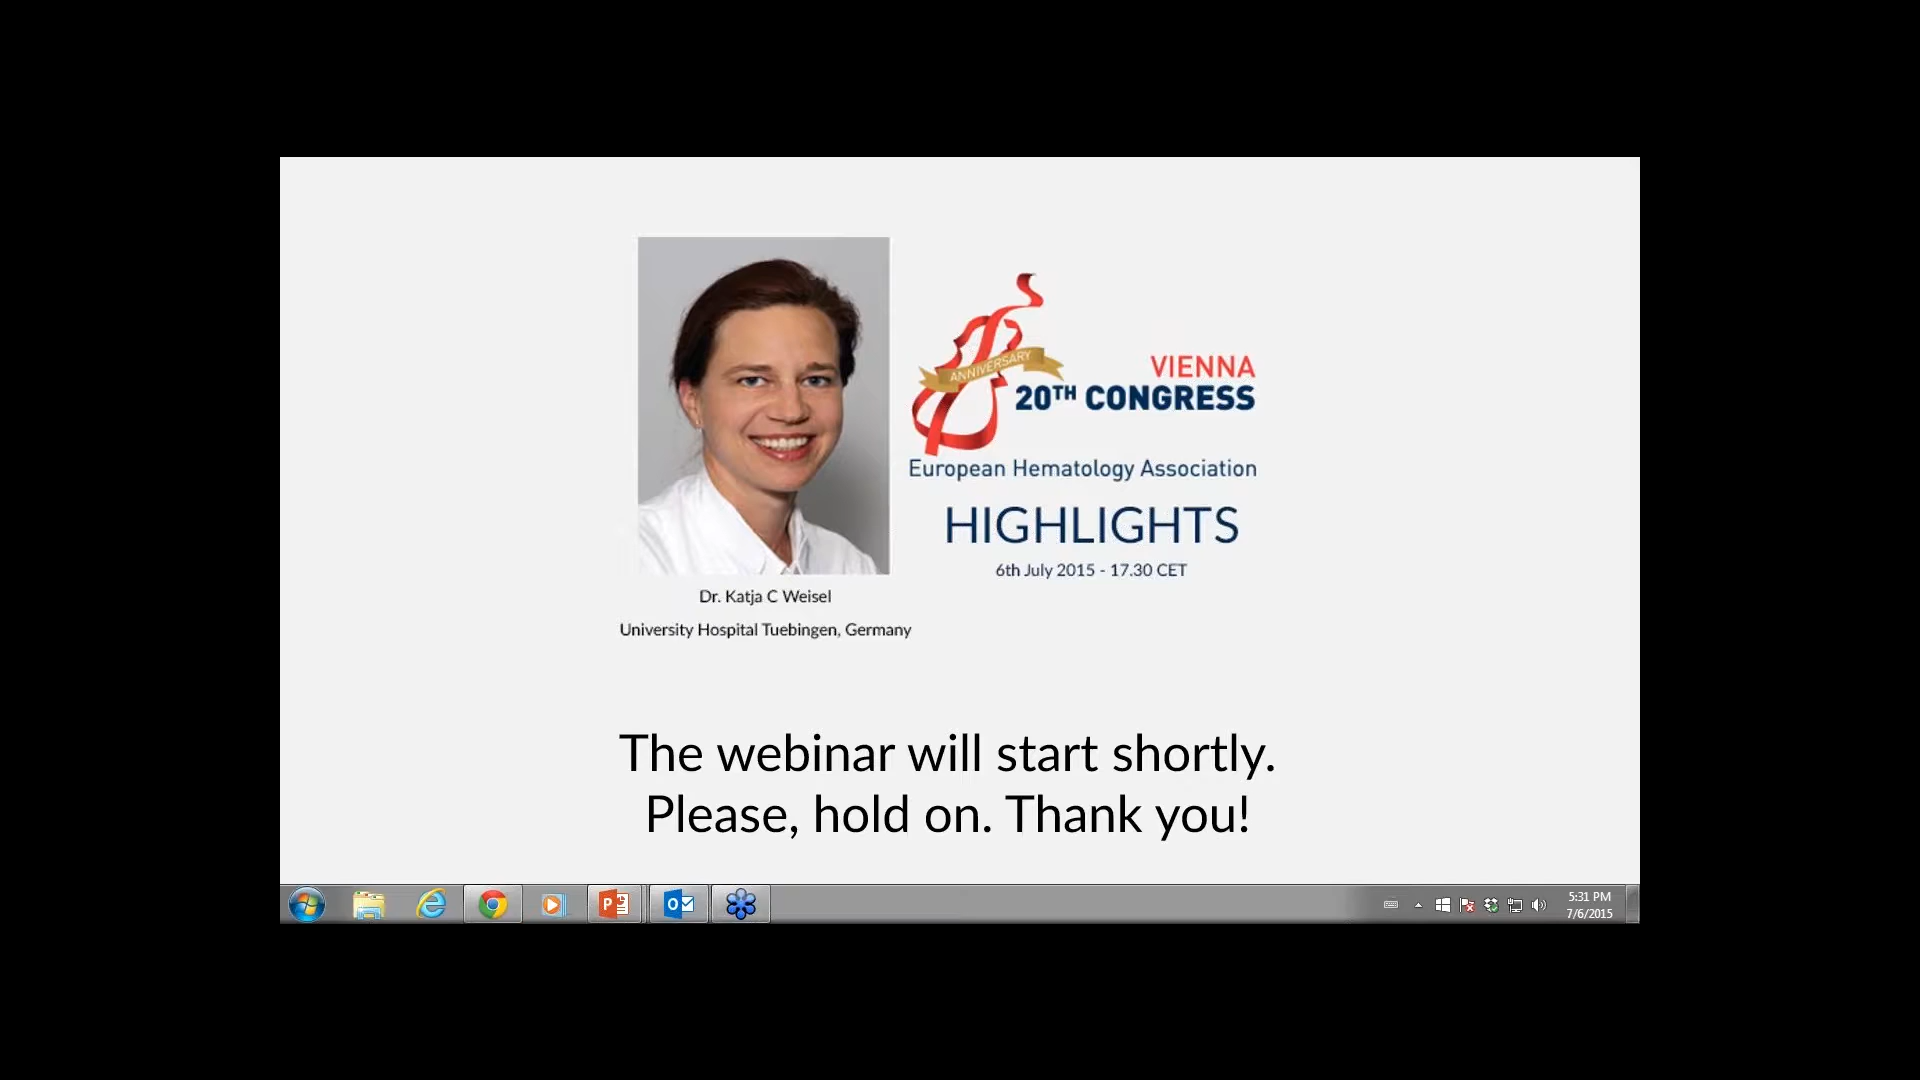 ANNIVERSARY
VIENNA
20TH CONGRESS
European Hematology Association
HIGHLIGHTS
6th July 2015 - 17.30 CET
Dr. Katja C Weisel
University Hospital Tuebingen, Germany
The webinar will start shortly.
Please, hold on. Thank you!
5:31 PM
7/6/2015